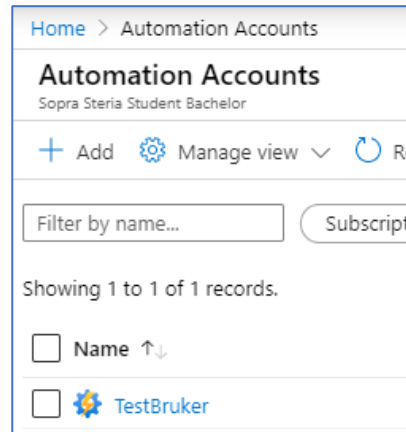 Home > Automation Accounts
Automation Accounts
Sopra Steria Student Bachelor
+ Add Manage view
Filter by name...
Showing 1 to 1 of 1 records.
Name ↑↓
TestBruker